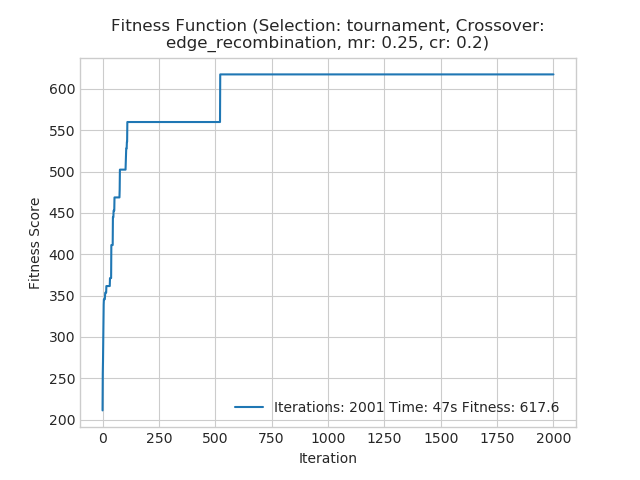 Fitness Function (Selection: tournament, Crossover:
edge_recombination, mr: 0.25, cr: 0.2)
600
550
500
450
400
350
300
250
200
Fitness Score
Iterations: 2001 Time: 47s Fitness: 617.6
0 250 500 750 1000 1250 1500 1750 2000
Iteration